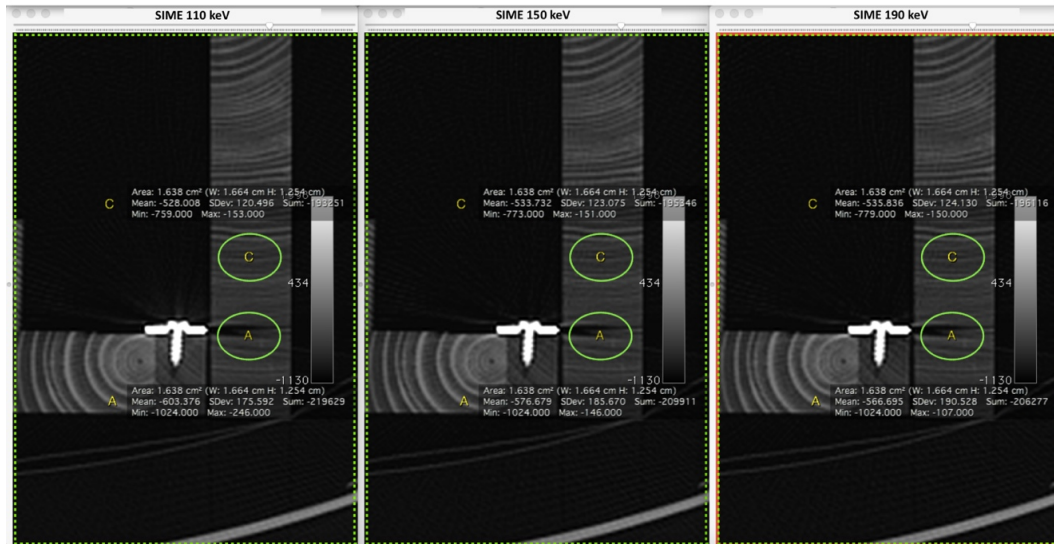 SIME 110 keV
Area: 1.638 cm² (W: 1.664 cm H: 1.254 cm)
C
Mean: -528.008 SDev: 120.496 Sum: -193251
Min: -759.000 Max: -153.000
C
434
A
-1130
Area: 1.638 cm² (W: 1.664 cm H: 1.254 cm)
A
Mean: -603.376 SDev: 175.592 Sum: -219629
Min: -1024.000 Max: -246.000
SIME 150 keV
Area: 1.638 cm² (W: 1.664 cm H: 1.254 cm)
C
Mean: -533.732 SDev: 123.075 Sum: -195346
Min: -773.000 Max: -151.000
C
434
A
-1130
Area: 1.638 cm² (W: 1.664 cm H: 1.254 cm)
A
Mean: -576.679 SDev: 185.670 Sum: -209911
Min: -1024.000 Max: -146.000
SIME 190 keV
Area: 1.638 cm² (W: 1.664 cm H: 1.254 cm)
C
Mean: -535.836 SDev: 124.130 Sum: -196116
Min: -779.000 Max: -150.000
C
434
A
-1130
Area: 1.638 cm² (W: 1.664 cm H: 1.254 cm)
A
Mean: -566.695 SDev: 190.528 Sum: -206277
Min: -1024.000 Max: -107.000